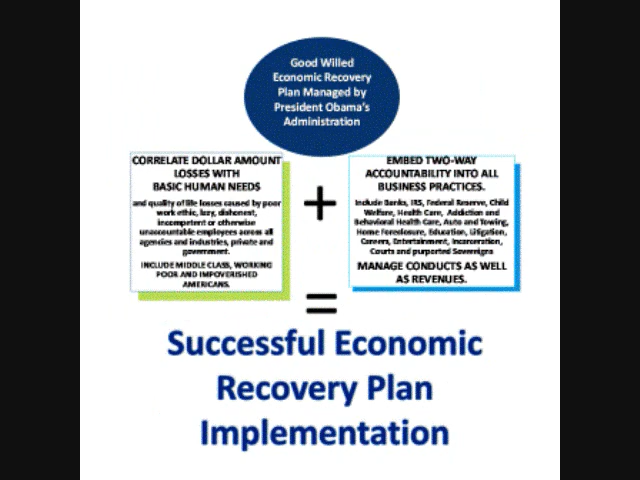 Good Willed
Economic Recovery
Plan Managed by
President Obama's
Administration
CORRELATE DOLLAR AMOUNT
LOSSES WITH
BASIC HUMAN NEEDS
and quality of life losses caused by poor
work ethic, lazy, dishonest,
incompetent or otherwise
unaccountable employees across all
agencies and industries, private and
government.
INCLUDE MIDDLE CLASS, WORKING
POOR AND IMPOVERISHED
AMERICANS.
+
EMBED TWO-WAY
ACCOUNTABILITY INTO ALL
BUSINESS PRACTICES.
Include Banks, IRS, Federal Reserve, Child
Welfare, Health Care, Addiction and
Behavioral Health Care, Auto and Towing,
Home Foreclosure, Education, Litigation,
Careers, Entertainment, Incarceration,
Courts and purported Sovereigns
MANAGE CONDUCTS AS WELL
AS REVENUES.
=
Successful Economic
Recovery Plan
Implementation